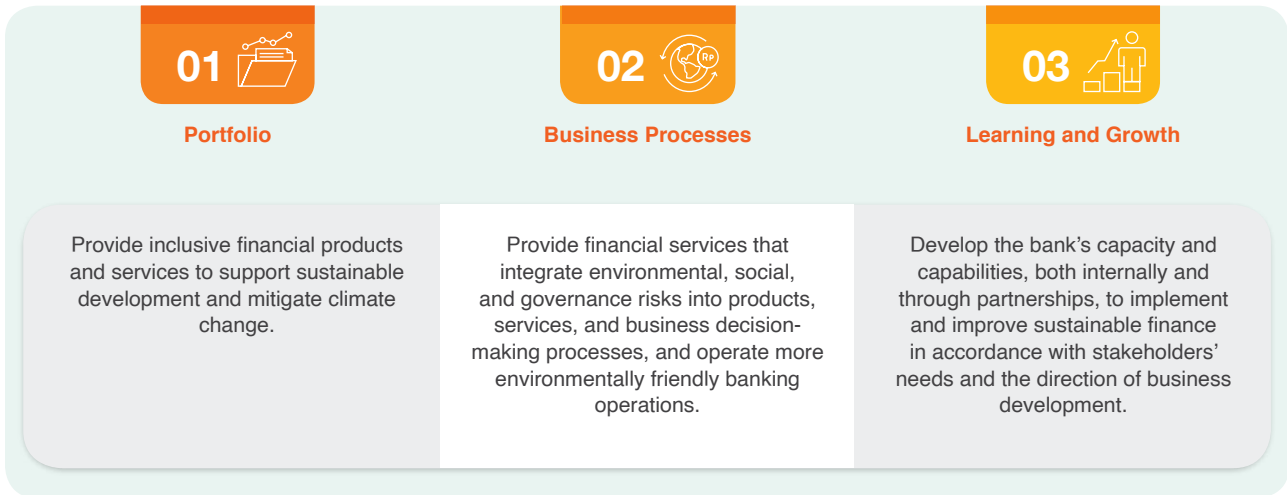 01
Portfolio
Provide inclusive financial products
and services to support sustainable
development and mitigate climate
change.
02
Rp
Business Processes
Provide financial services that
integrate environmental, social,
and governance risks into products,
services, and business decision-
making processes, and operate more
environmentally friendly banking
operations.
03
Learning and Growth
Develop the bank’s capacity and
capabilities, both internally and
through partnerships, to implement
and improve sustainable finance
in accordance with stakeholders’
needs and the direction of business
development.